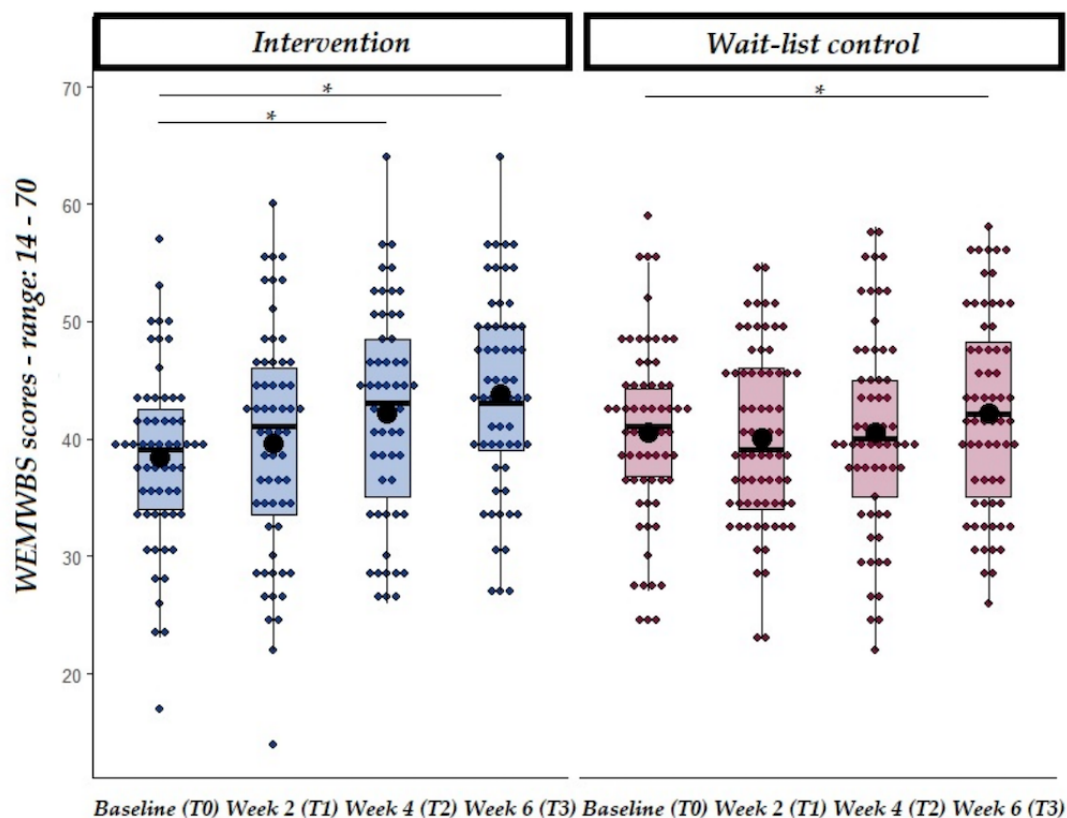 Intervention
Wait-list control
*
*
*
70
60
50
40
30
20
WEMWBS scores - range: 14 - 70
Baseline (T0) Week 2 (T1) Week 4 (T2) Week 6 (T3)
Baseline (T0) Week 2 (T1) Week 4 (T2) Week 6 (T3)